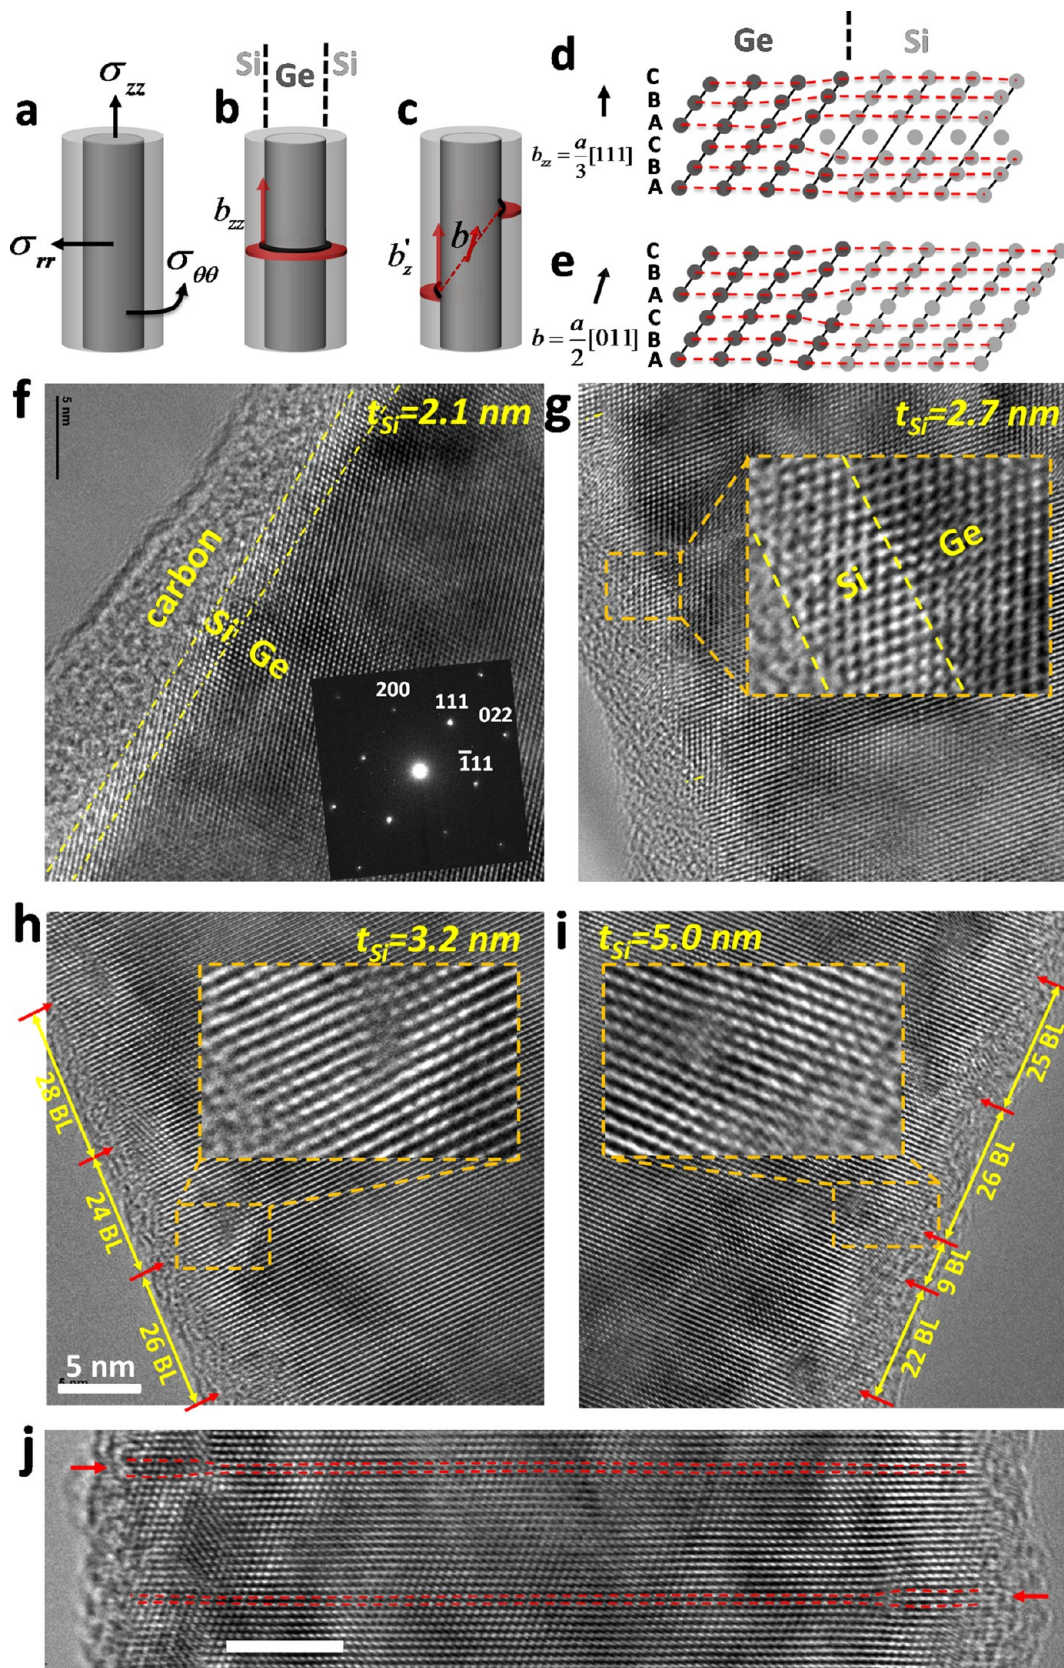 a
σzz
σrr
σθθ
b
Si
Ge
Si
bzz
c
b'z
b
d
Ge
Si
bzz = a/3 [111]
C
B
A
C
B
A
e
b = a/2 [011]
C
B
A
C
B
A
f
5 nm
tSi=2.1 nm
carbon
Si
Ge
200
111
022
1̅11
g
tSi=2.7 nm
Si
Ge
h
tSi=3.2 nm
28 BL
24 BL
26 BL
5 nm
i
tSi=5.0 nm
25 BL
26 BL
9 BL
22 BL
j